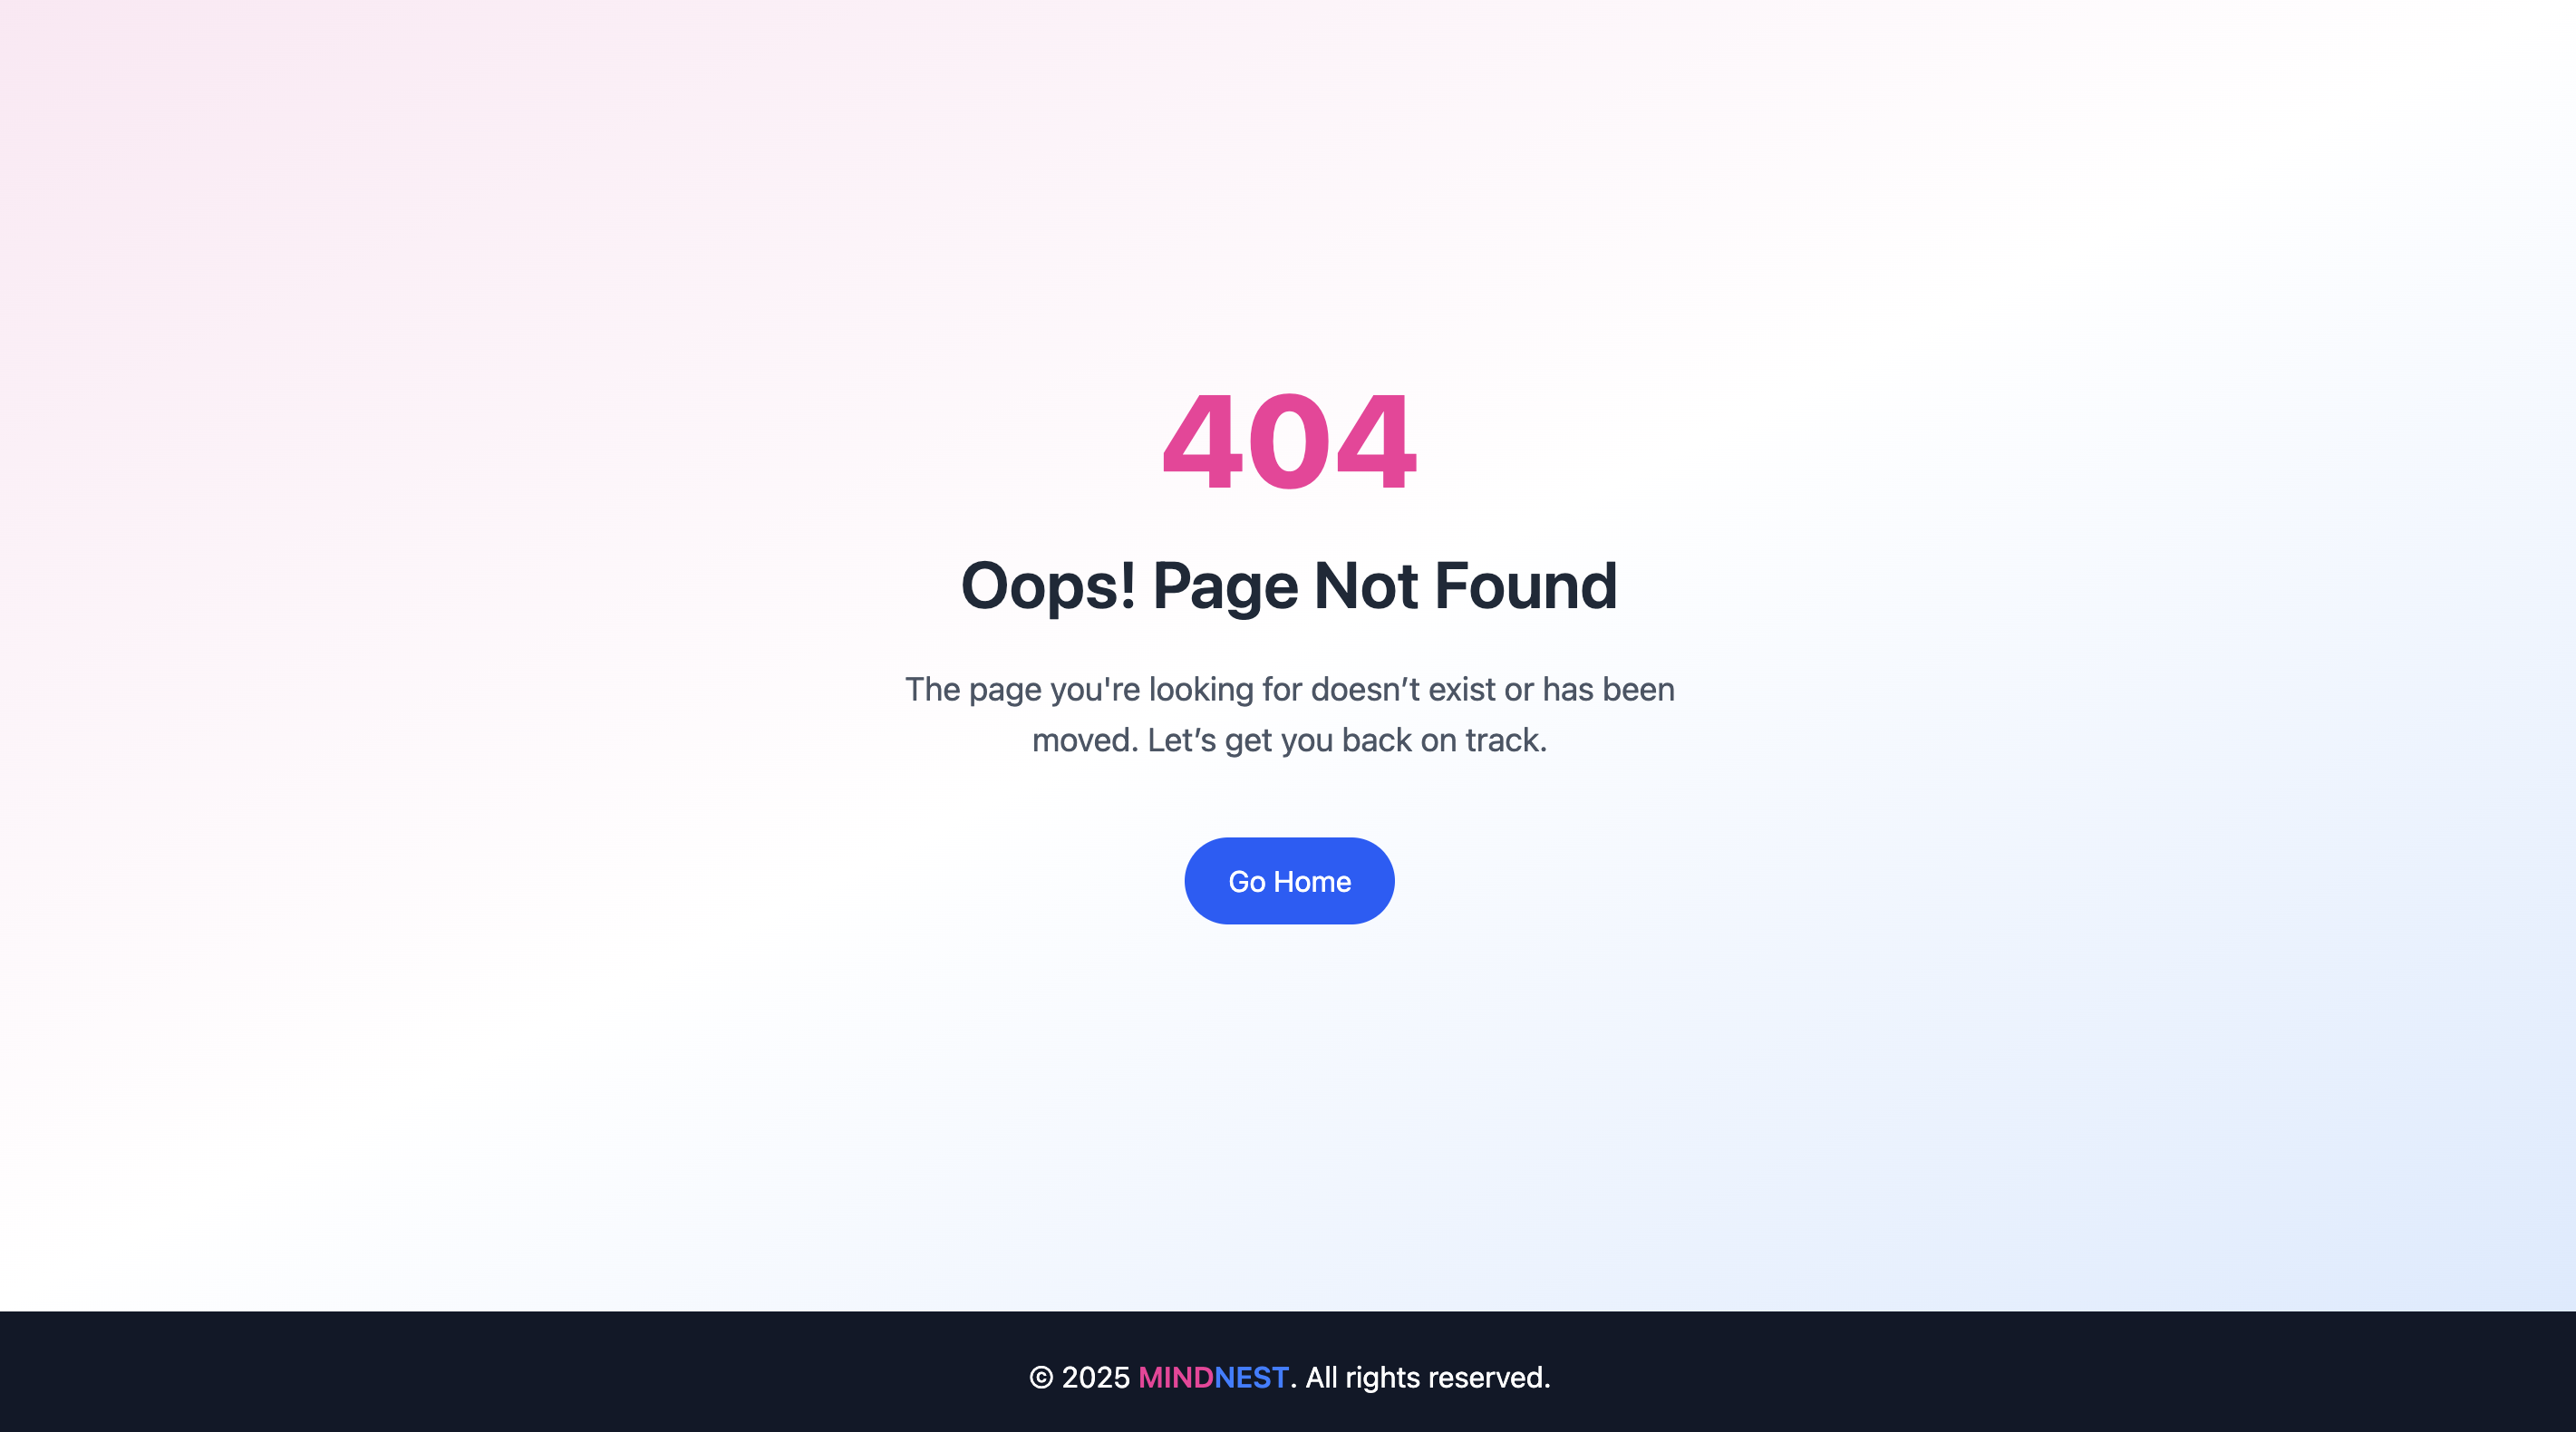 404
Oops! Page Not Found
The page you're looking for doesn’t exist or has been
moved. Let’s get you back on track.
Go Home
© 2025 MINDNEST. All rights reserved.